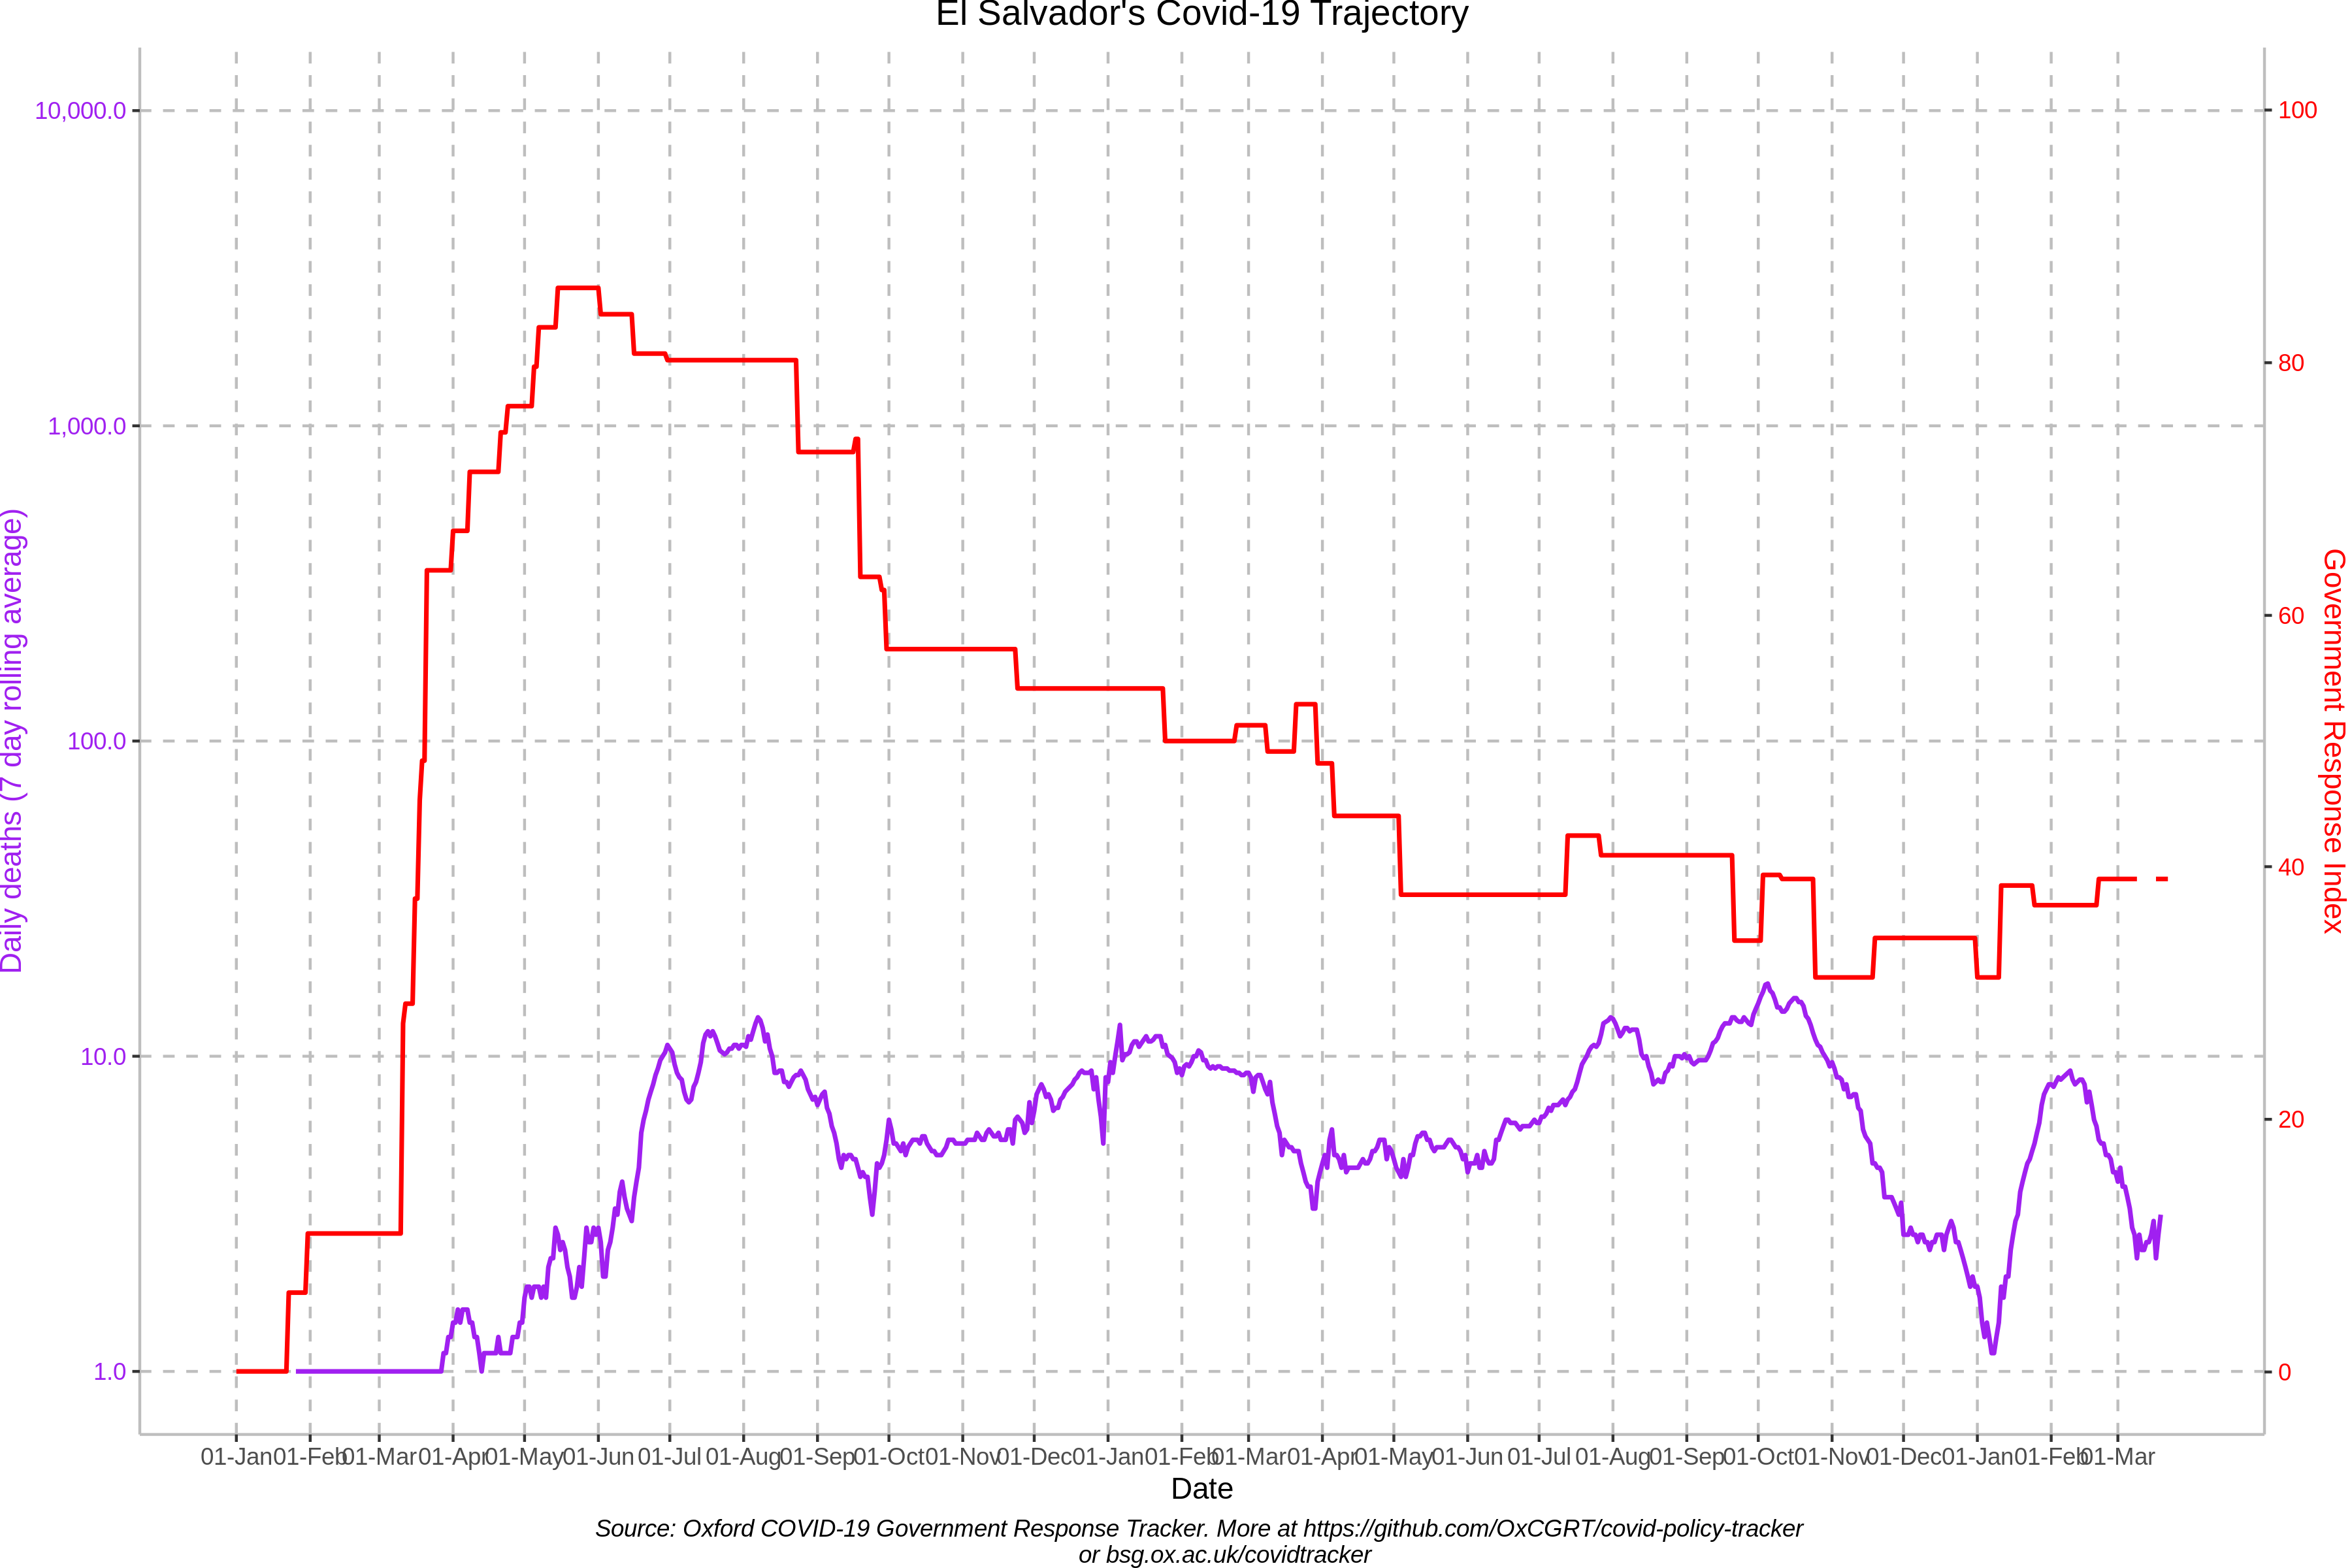 El Salvador's Covid-19 Trajectory
10,000.0
1,000.0
100.0
10.0
1.0
Daily deaths (7 day rolling average)
100
80
60
40
20
0
Government Response Index
01-Jan 01-Feb 01-Mar 01-Apr 01-May 01-Jun 01-Jul 01-Aug 01-Sep 01-Oct 01-Nov 01-Dec 01-Jan 01-Feb 01-Mar 01-Apr 01-May 01-Jun 01-Jul 01-Aug 01-Sep 01-Oct 01-Nov 01-Dec 01-Jan 01-Feb 01-Mar
Date
Source: Oxford COVID-19 Government Response Tracker. More at https://github.com/OxCGRT/covid-policy-tracker
or bsg.ox.ac.uk/covidtracker